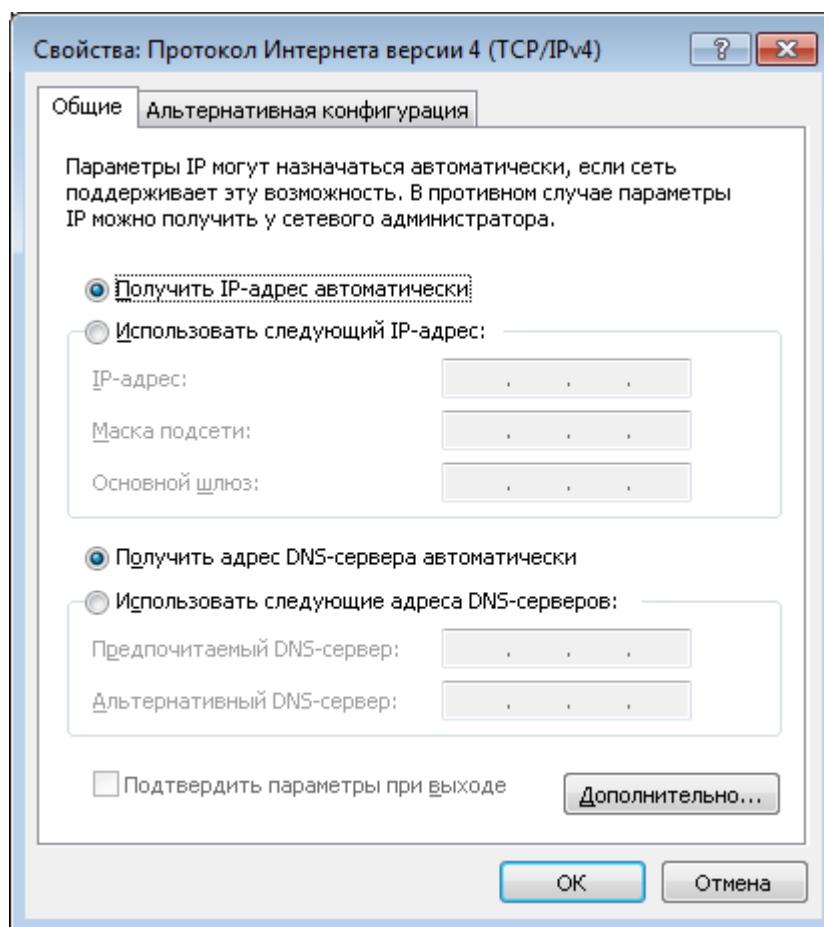 Свойства: Протокол Интернета версии 4 (TCP/IPv4)
?
Общие
Альтернативная конфигурация
Параметры IP могут назначаться автоматически, если сеть
поддерживает эту возможность. В противном случае параметры
IP можно получить у сетевого администратора.
Получить IP-адрес автоматически
Использовать следующий IP-адрес:
IP-адрес:
. . .
Маска подсети:
. . .
Основной шлюз:
. . .
Получить адрес DNS-сервера автоматически
Использовать следующие адреса DNS-серверов:
Предпочитаемый DNS-сервер:
. . .
Альтернативный DNS-сервер:
. . .
Подтвердить параметры при выходе
Дополнительно...
ОК
Отмена